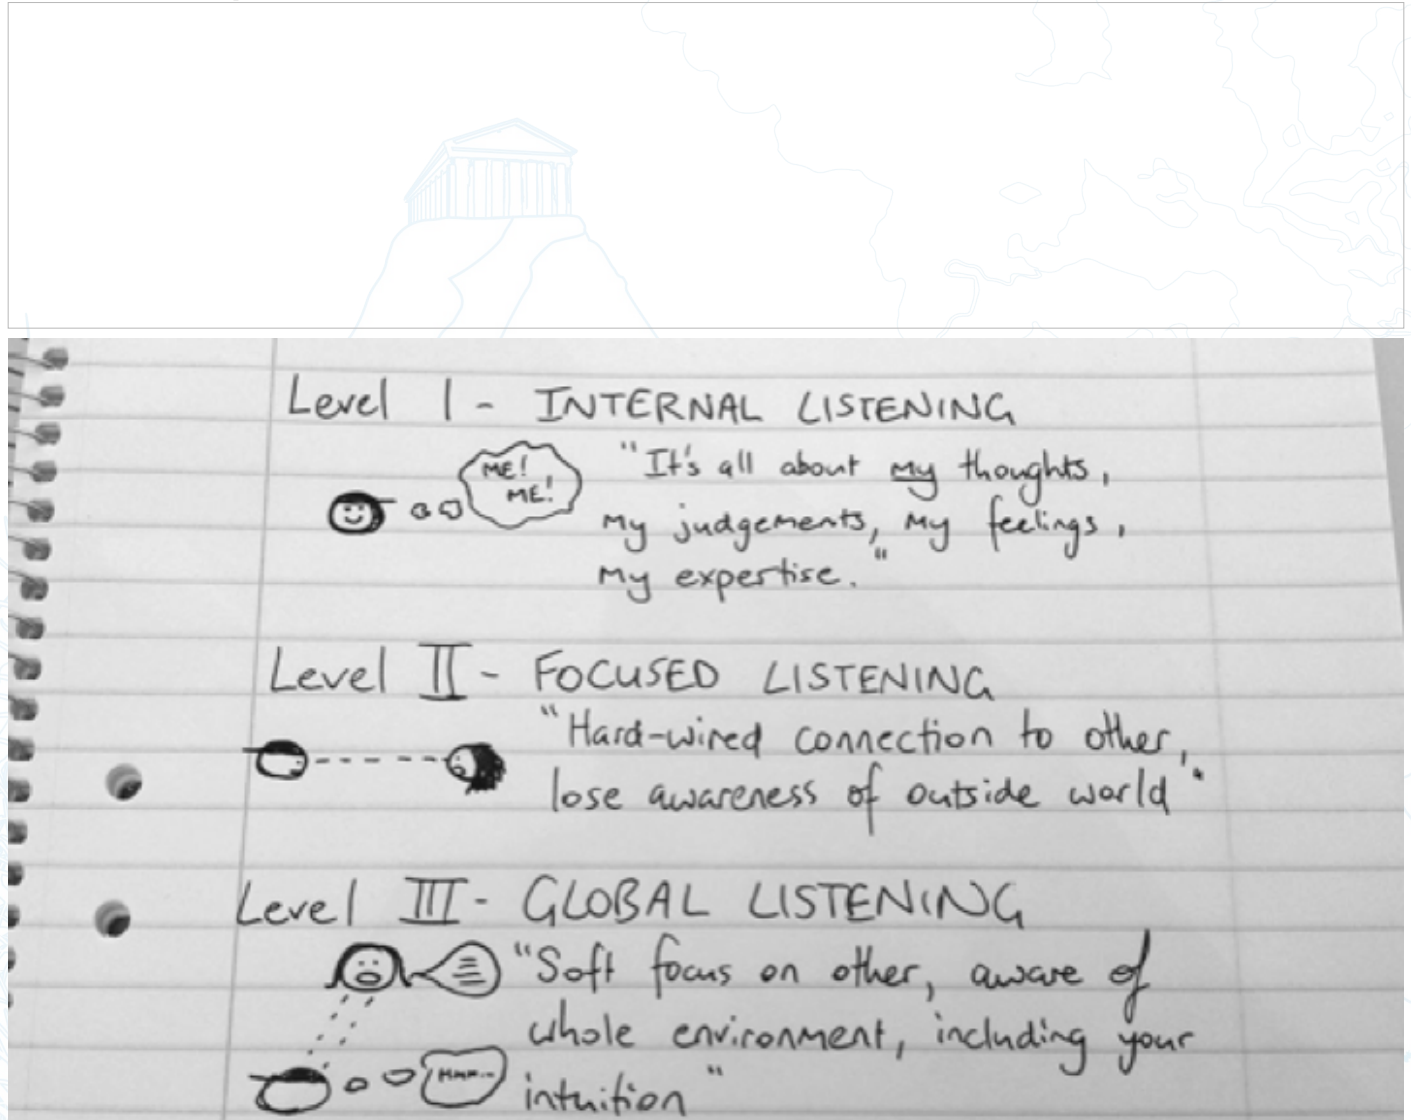 Level 1 - INTERNAL LISTENING
ME!
ME!
"It's all about my thoughts,
my judgements, my feelings,
my expertise."
Level II - FOCUSED LISTENING
"Hard-wired connection to other,
lose awareness of outside world"
Level III - GLOBAL LISTENING
"Soft focus on other, aware of
whole environment, including your
intuition"
Hmm...